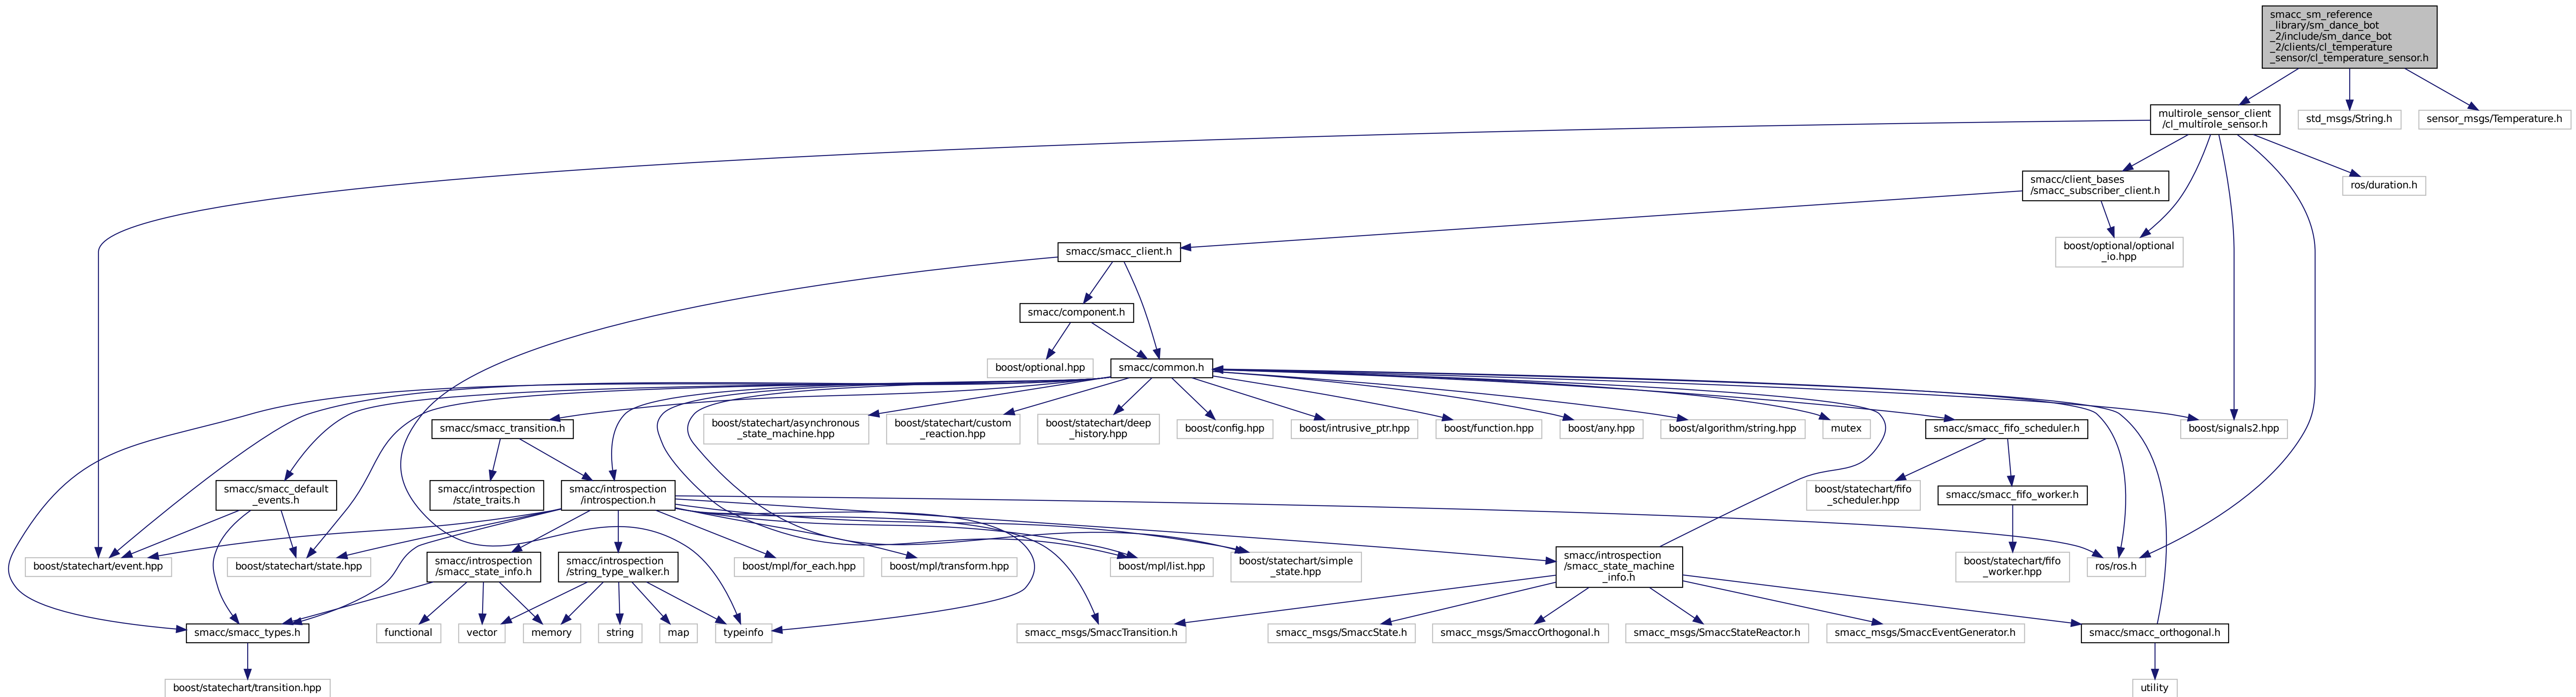 smacc_sm_reference
_library/sm_dance_bot
_2/include/sm_dance_bot
_2/clients/cl_temperature
_sensor/cl_temperature_sensor.h
multirole_sensor_client
/cl_multirole_sensor.h
std_msgs/String.h
sensor_msgs/Temperature.h
smacc/client_bases
/smacc_subscriber_client.h
ros/duration.h
smacc/smacc_client.h
boost/optional/optional
_io.hpp
smacc/component.h
boost/optional.hpp
smacc/common.h
smacc/smacc_transition.h
boost/statechart/asynchronous
_state_machine.hpp
boost/statechart/custom
_reaction.hpp
boost/statechart/deep
_history.hpp
boost/config.hpp
boost/intrusive_ptr.hpp
boost/function.hpp
boost/any.hpp
boost/algorithm/string.hpp
mutex
smacc/smacc_fifo_scheduler.h
boost/signals2.hpp
smacc/smacc_default
_events.h
smacc/introspection
/state_traits.h
smacc/introspection
/introspection.h
boost/statechart/fifo
_scheduler.hpp
smacc/smacc_fifo_worker.h
boost/statechart/event.hpp
boost/statechart/state.hpp
smacc/introspection
/smacc_state_info.h
smacc/introspection
/string_type_walker.h
boost/mpl/for_each.hpp
boost/mpl/transform.hpp
boost/mpl/list.hpp
boost/statechart/simple
_state.hpp
smacc/introspection
/smacc_state_machine
_info.h
boost/statechart/fifo
_worker.hpp
ros/ros.h
smacc/smacc_types.h
functional
vector
memory
string
map
typeinfo
smacc_msgs/SmaccTransition.h
smacc_msgs/SmaccState.h
smacc_msgs/SmaccOrthogonal.h
smacc_msgs/SmaccStateReactor.h
smacc_msgs/SmaccEventGenerator.h
smacc/smacc_orthogonal.h
boost/statechart/transition.hpp
utility